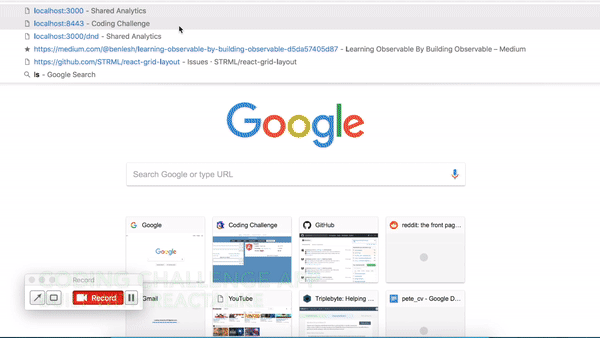 localhost:3000 - Shared Analytics
localhost:8443 - Coding Challenge
localhost:3000/dnd - Shared Analytics
https://medium.com/@benlesh/learning-observable-by-building-observable-d5da57405d87 - Learning Observable By Building Observable – Medium
https://github.com/STRML/react-grid-layout - Issues · STRML/react-grid-layout
ls - Google Search
Google
Search Google or type URL
Google
Coding Challenge
GitHub
reddit: the front pag...
Record
Record
CODING CHALLENGE
Gmail
YouTube
Triplebyte: Helping ...
pete_cv - Google D...